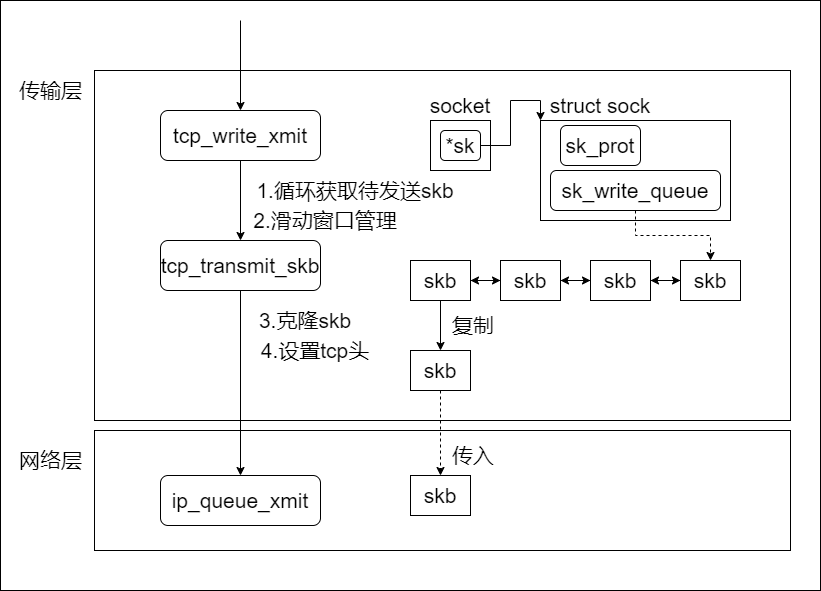 传输层
tcp_write_xmit
1.循环获取待发送skb
2.滑动窗口管理
tcp_transmit_skb
3.克隆skb
4.设置tcp头
socket
*sk
struct sock
sk_prot
sk_write_queue
skb
skb
skb
skb
复制
skb
网络层
ip_queue_xmit
传入
skb